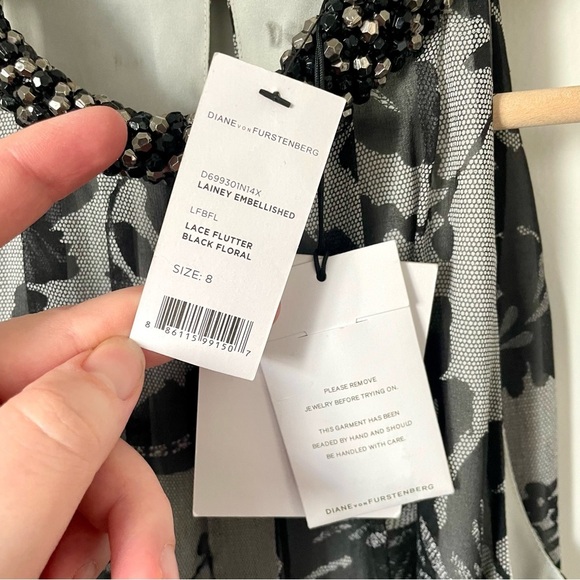 DIANE VON FURSTENBERG
D699301N14X
LAINEY EMBELLISHED
LFBFL
LACE FLUTTER
BLACK FLORAL
SIZE: 8
8 86115 99150 7
PLEASE REMOVE
JEWELRY BEFORE TRYING ON.
THIS GARMENT HAS BEEN
BEADED BY HAND AND SHOULD
BE HANDLED WITH CARE.
DIANE VON FURSTENBERG